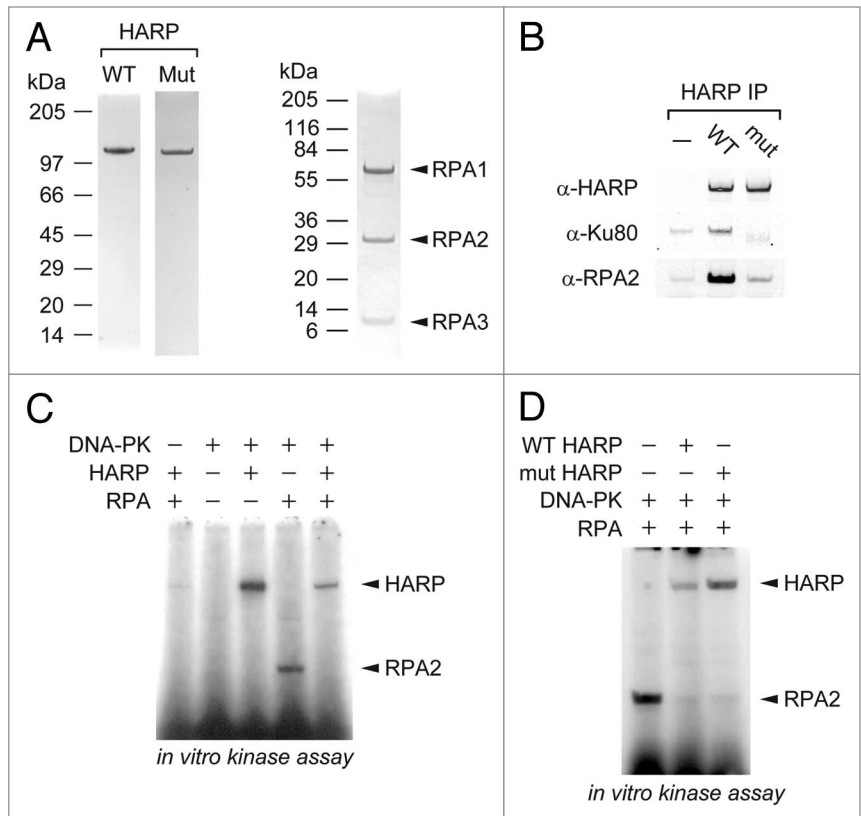 A
HARP
kDa WT Mut
205
97
66
45
29
20
14
kDa
205
116
84
55
36
29
20
14
6
RPA1
RPA2
RPA3
B
HARP IP
– WT mut
α-HARP
α-Ku80
α-RPA2
C
DNA-PK – + + + +
HARP + – + – +
RPA + – – + +
HARP
RPA2
in vitro kinase assay
D
WT HARP – + –
mut HARP – – +
DNA-PK + + +
RPA + + +
HARP
RPA2
in vitro kinase assay